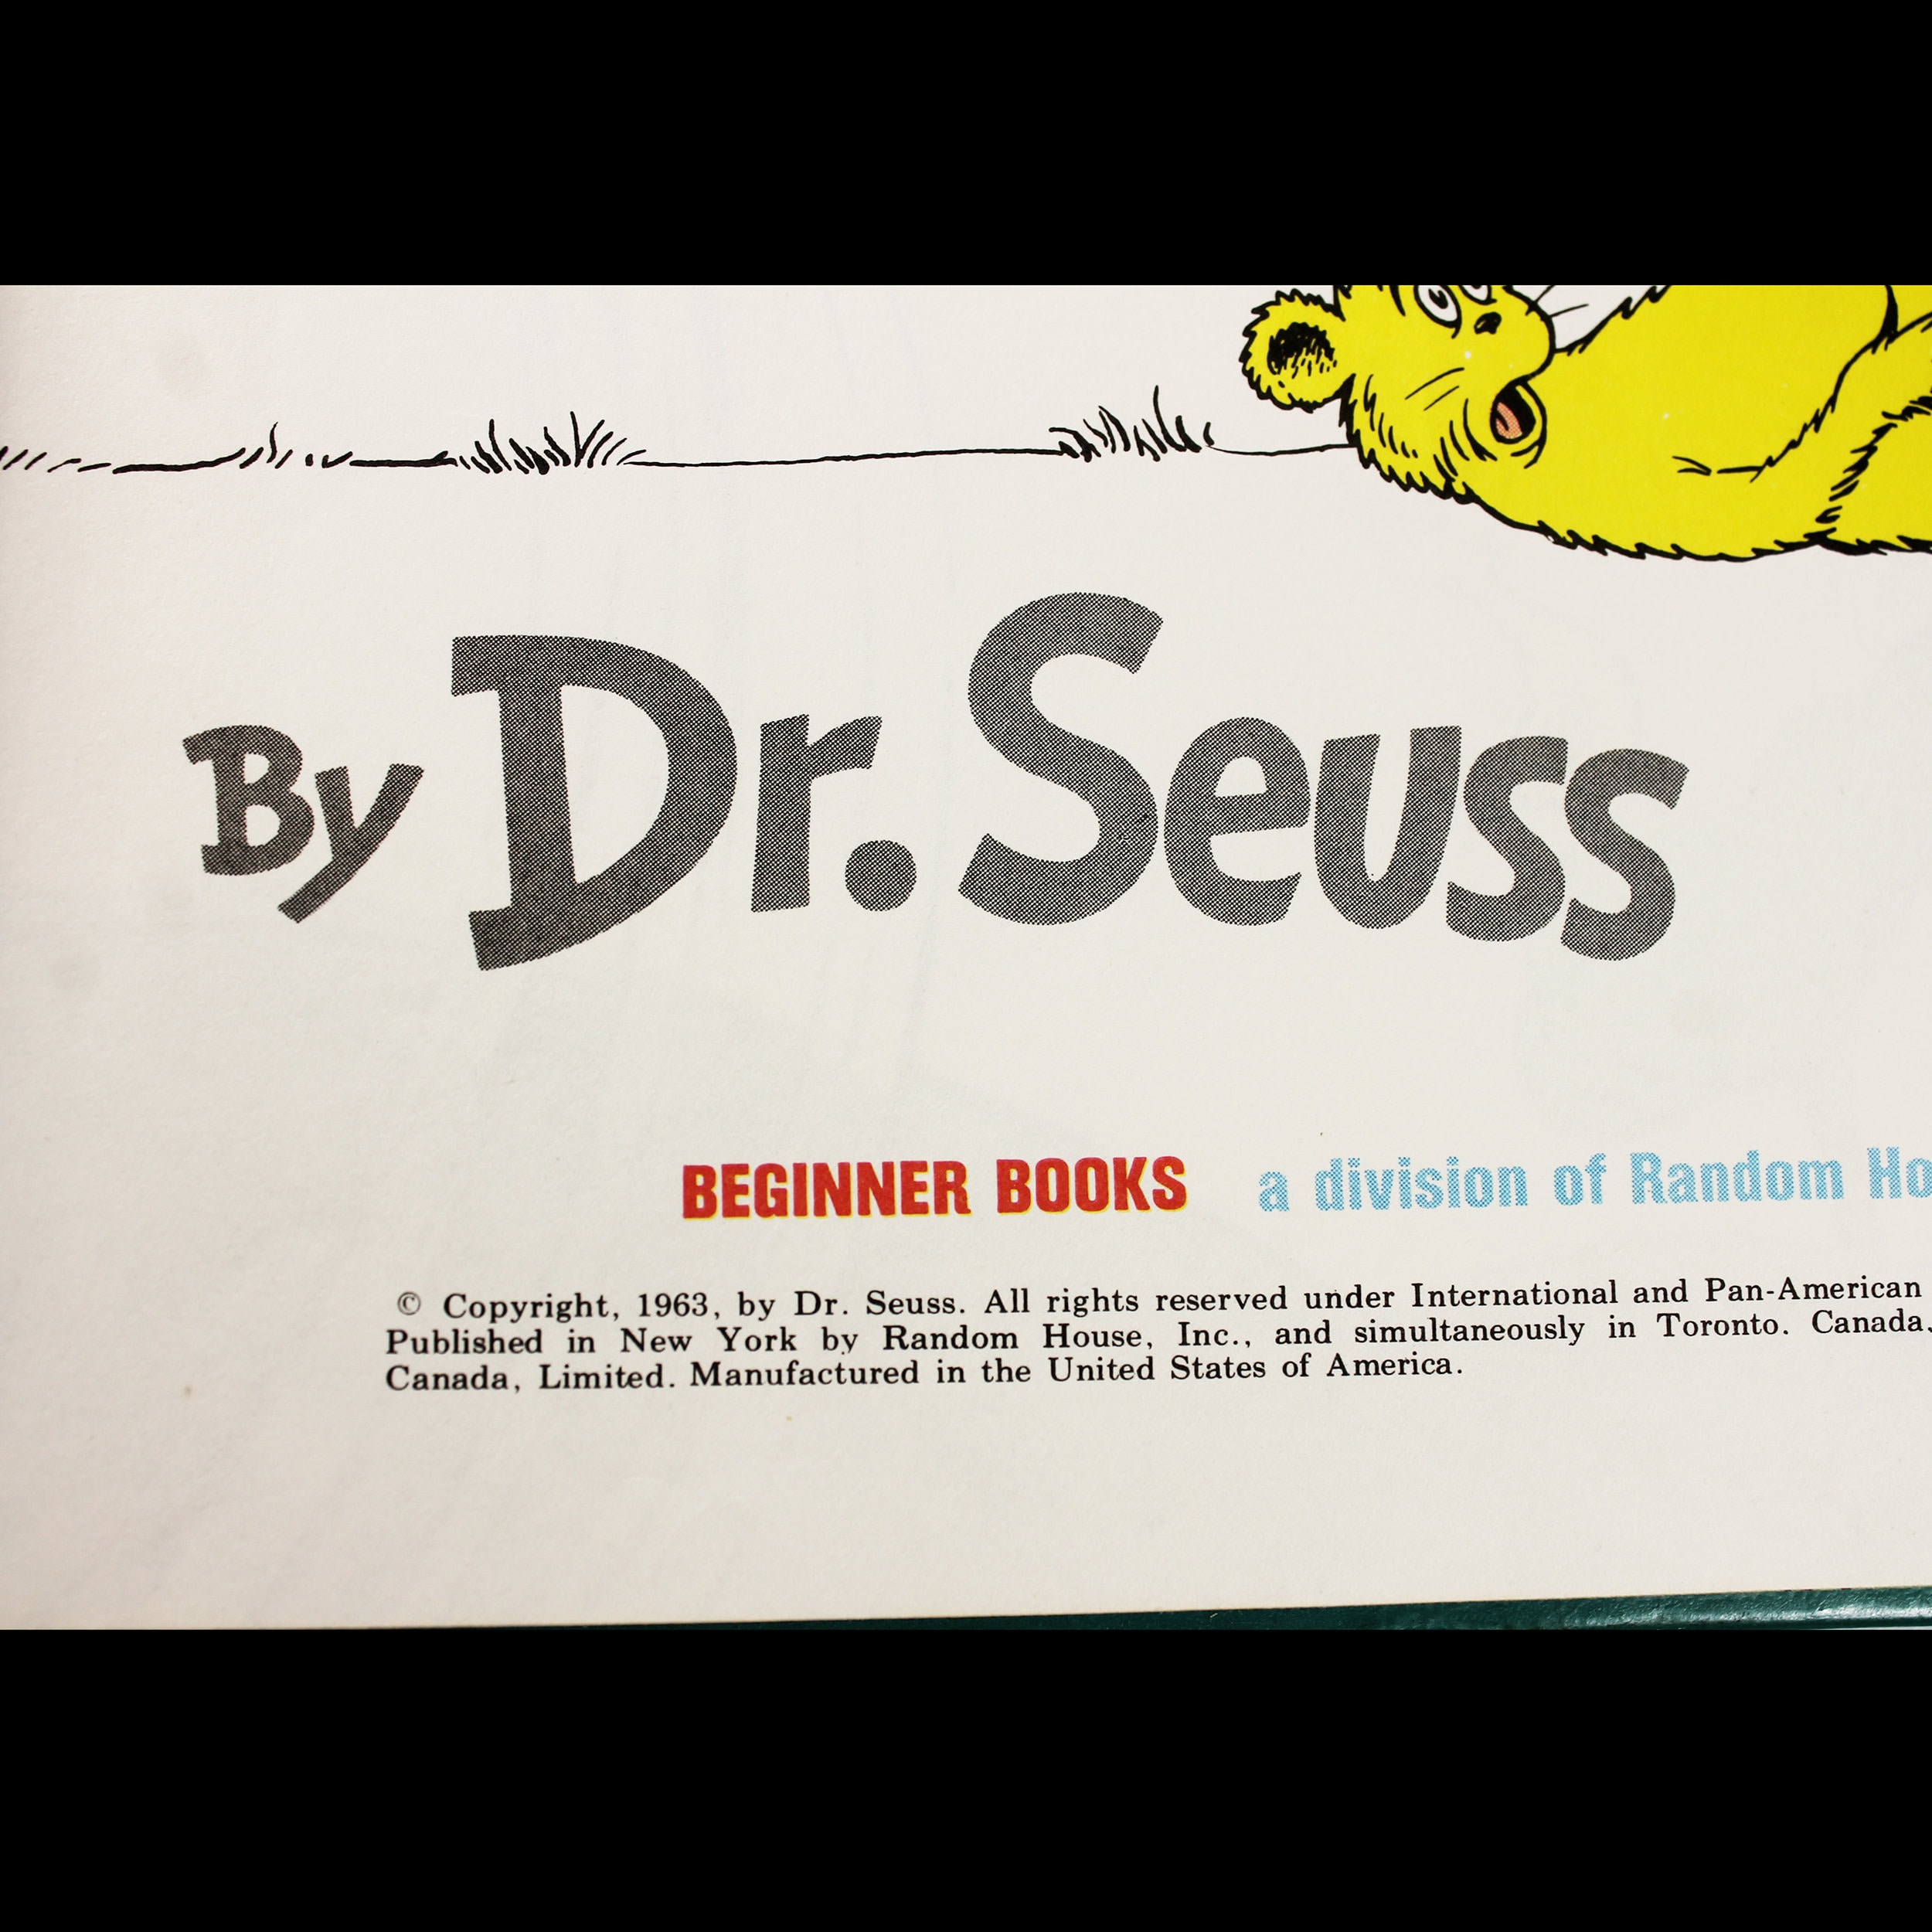 By Dr. Seuss
BEGINNER BOOKS a division of Random
© Copyright, 1963, by Dr. Seuss. All rights reserved under International and Pan-American
Published in New York by Random House, Inc., and simultaneously in Toronto. Canada,
Canada, Limited. Manufactured in the United States of America.